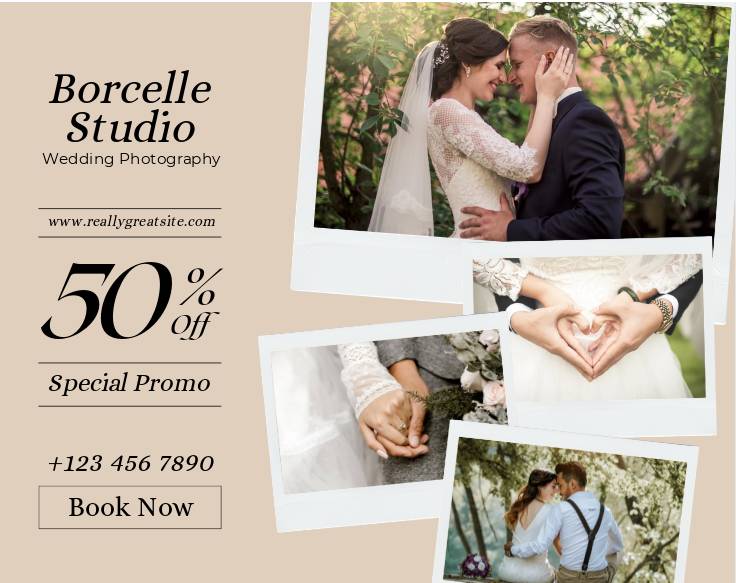 Borcelle
Studio
Wedding Photography
www.reallygreatsite.com
50%
Off
Special Promo
+123 456 7890
Book Now